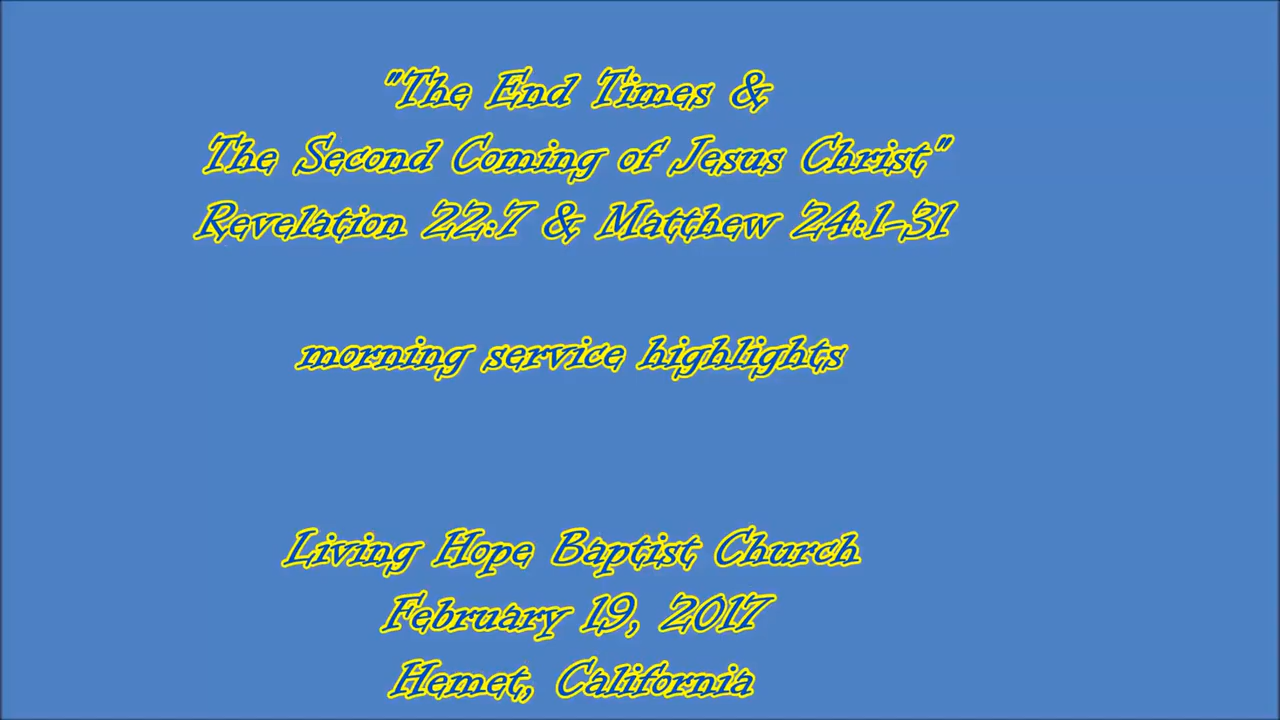 "The End Times &
The Second Coming of Jesus Christ"
Revelation 22:7 & Matthew 24:1-31
morning service highlights
Living Hope Baptist Church
February 19, 2017
Hemet, California